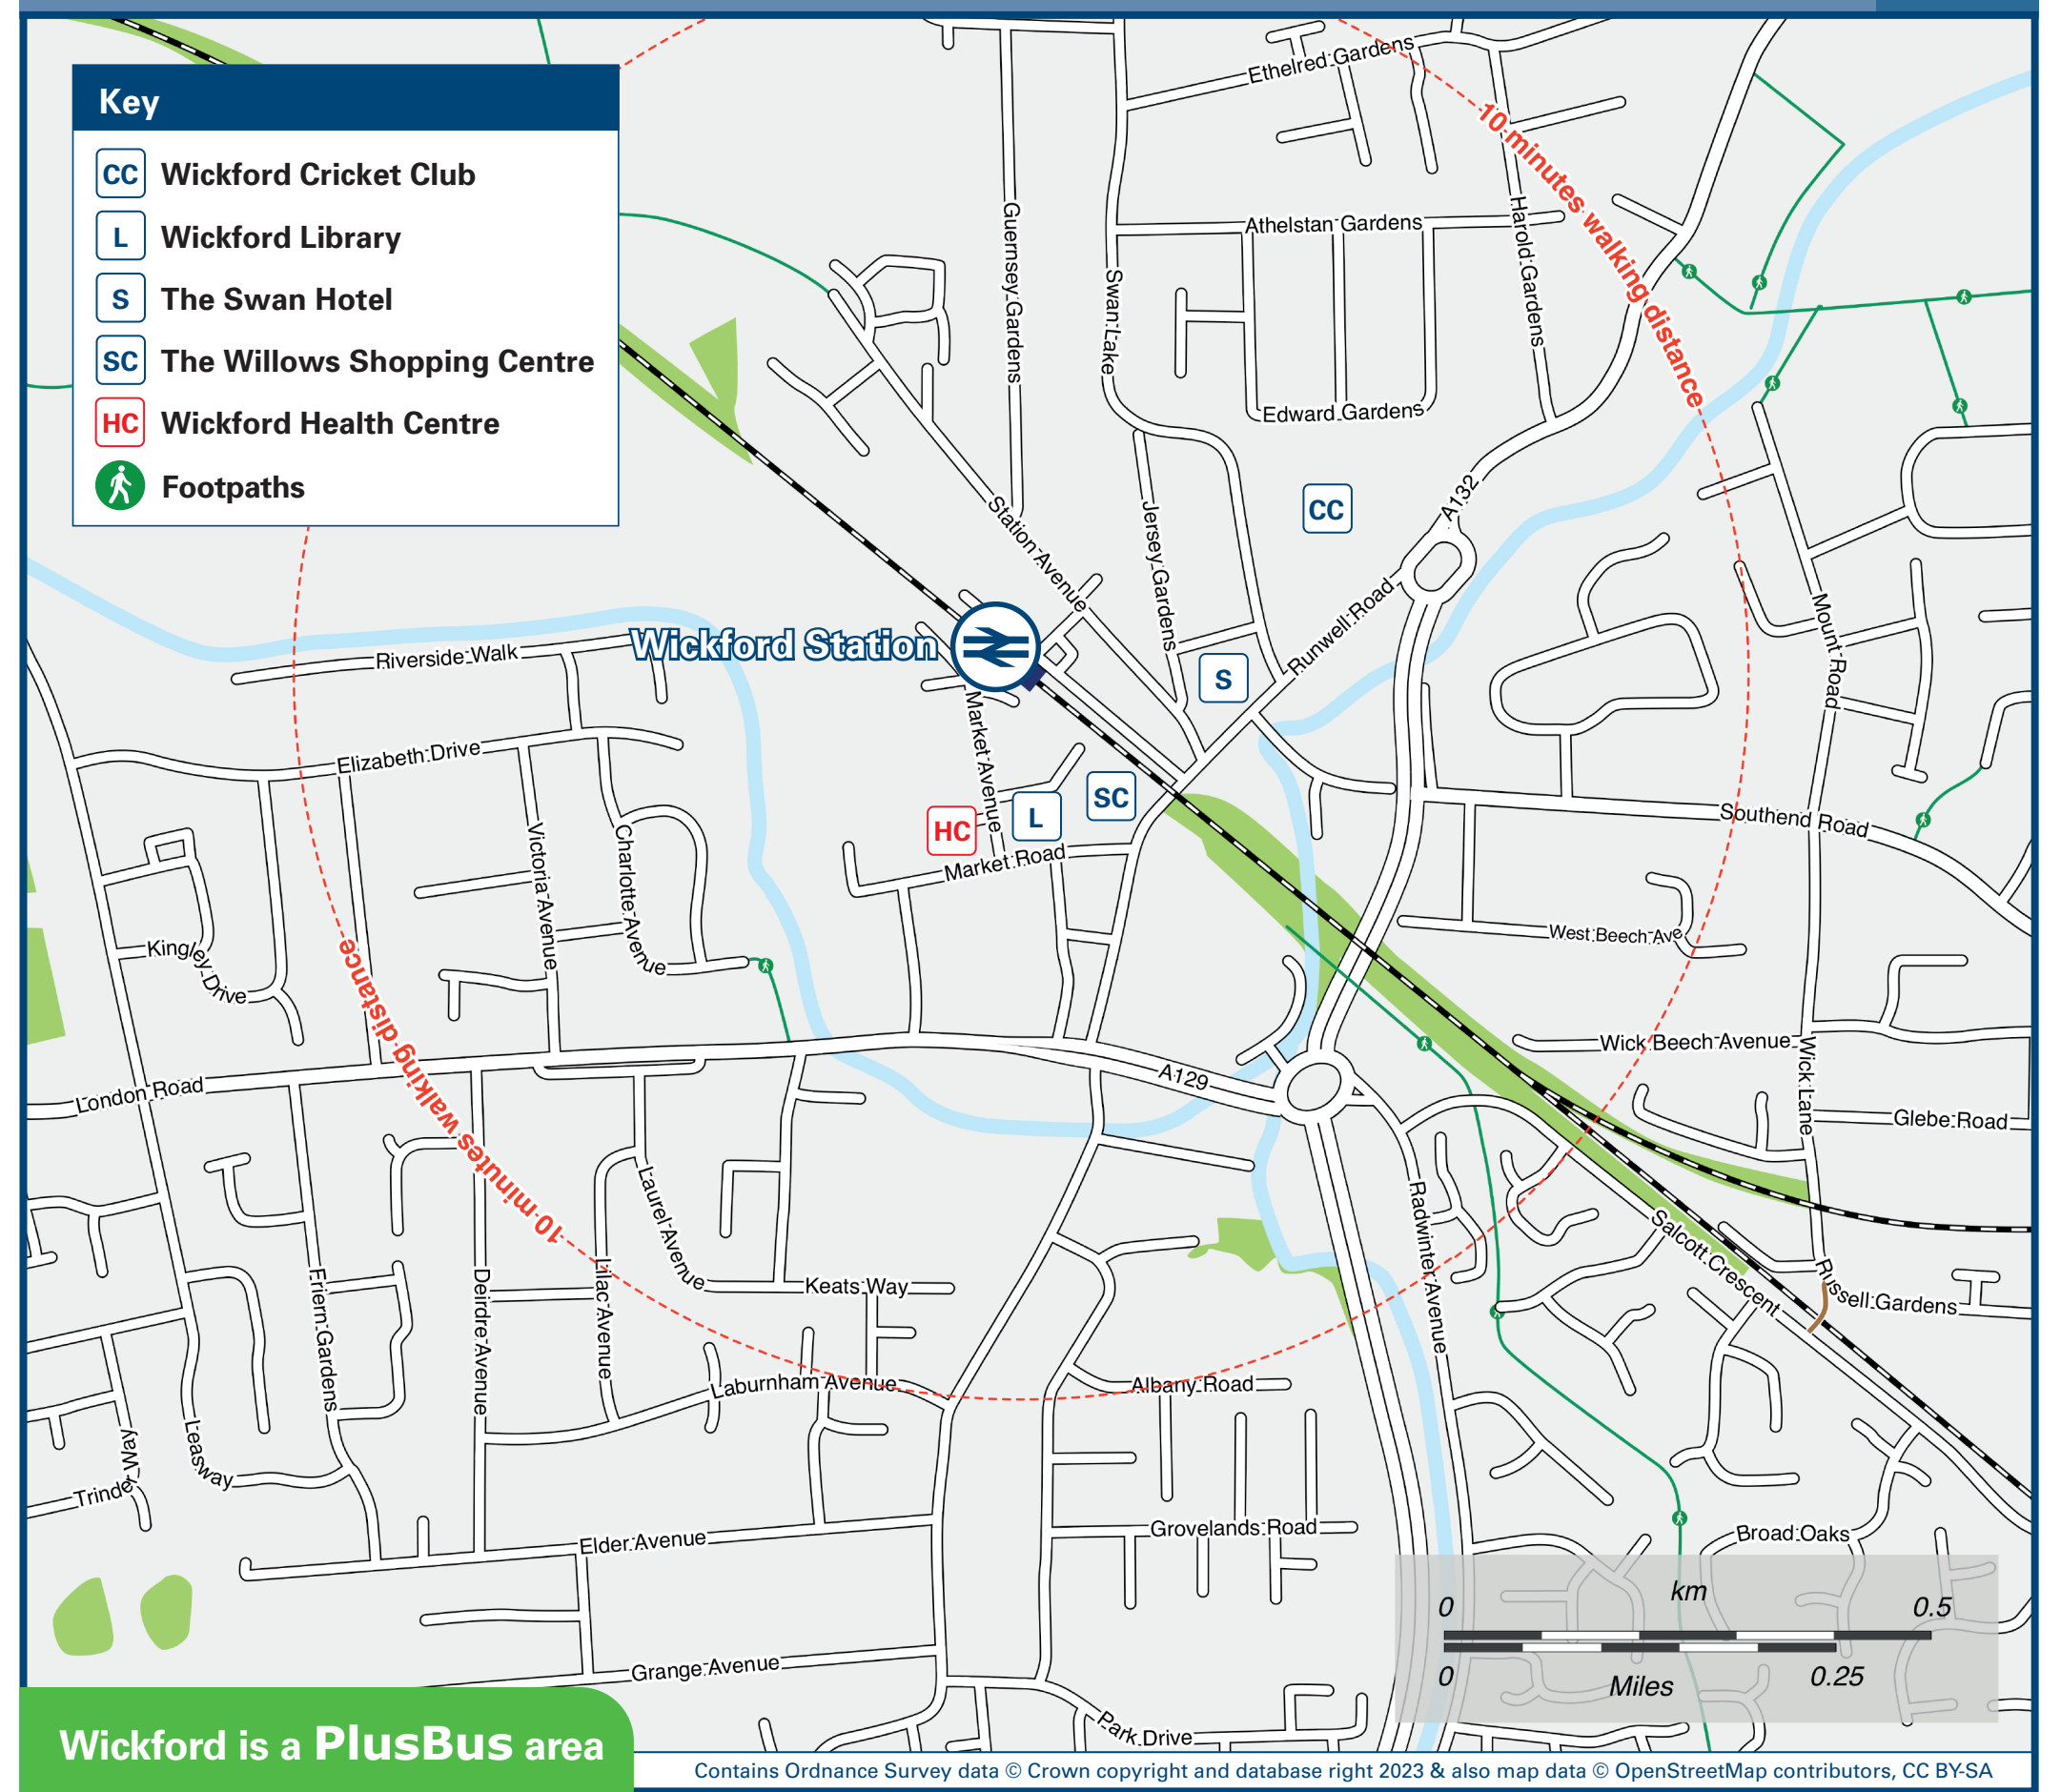 Key
CC Wickford Cricket Club
L Wickford Library
S The Swan Hotel
SC The Willows Shopping Centre
HC Wickford Health Centre
Footpaths
Ethelred Gardens
10 minutes walking distance
Guernsey Gardens
Swan Lake
Athelstan Gardens
Harold Gardens
Edward Gardens
CC
A132
Station Avenue
Jersey Gardens
Wickford Station
S
Runwell Road
Mount Road
Riverside Walk
Elizabeth Drive
Market Avenue
SC
L
HC
Market Road
Southend Road
Victoria Avenue
Charlotte Avenue
West Beech Ave
Kingley Drive
10 minutes walking distance
Wick Beech Avenue
Wick Lane
London Road
A129
Glebe Road
Laurel Avenue
Radwinter Avenue
Salcott Crescent
Russell Gardens
Friern Gardens
Deirdre Avenue
Lilac Avenue
Keats Way
Laburnham Avenue
Albany Road
Leasway
Trinder Way
Elder Avenue
Grovelands Road
Broad Oaks
Grange Avenue
Park Drive
km
0 0.5
0 0.25
Miles
Wickford is a PlusBus area
Contains Ordnance Survey data © Crown copyright and database right 2023 & also map data © OpenStreetMap contributors, CC BY-SA